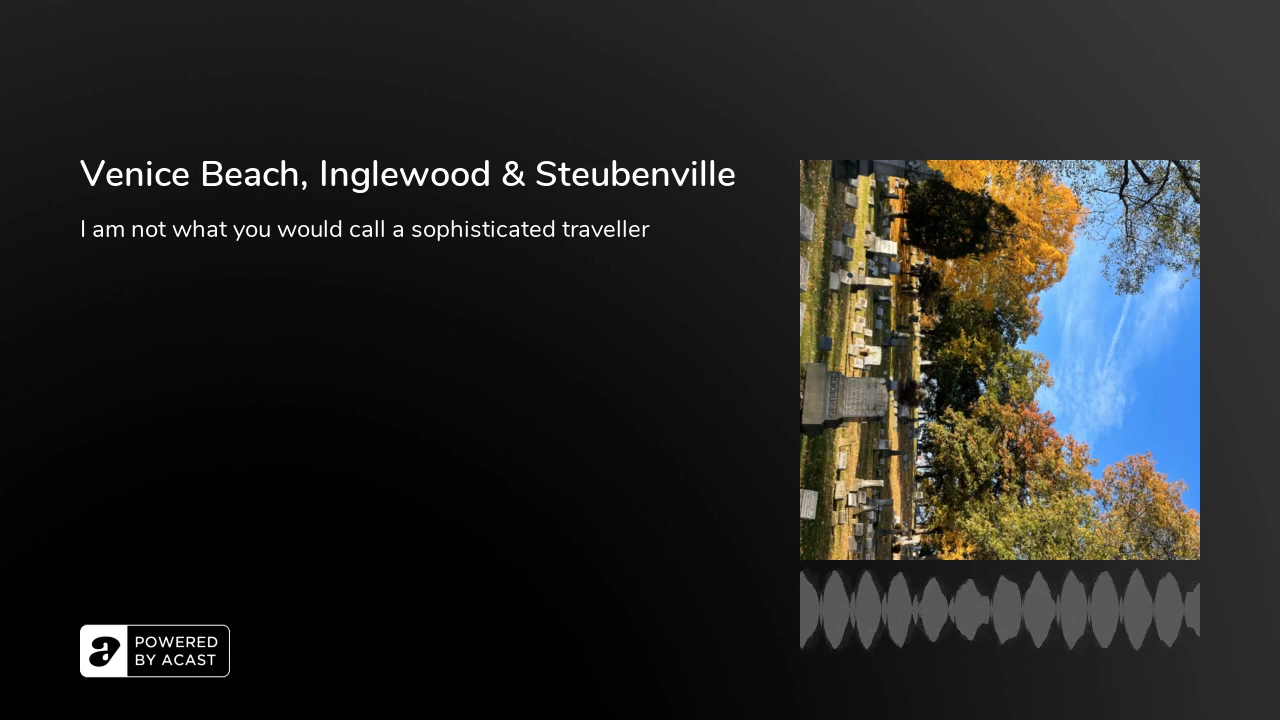 Venice Beach, Inglewood & Steubenville
I am not what you would call a sophisticated traveller
a
POWERED
BY ACAST